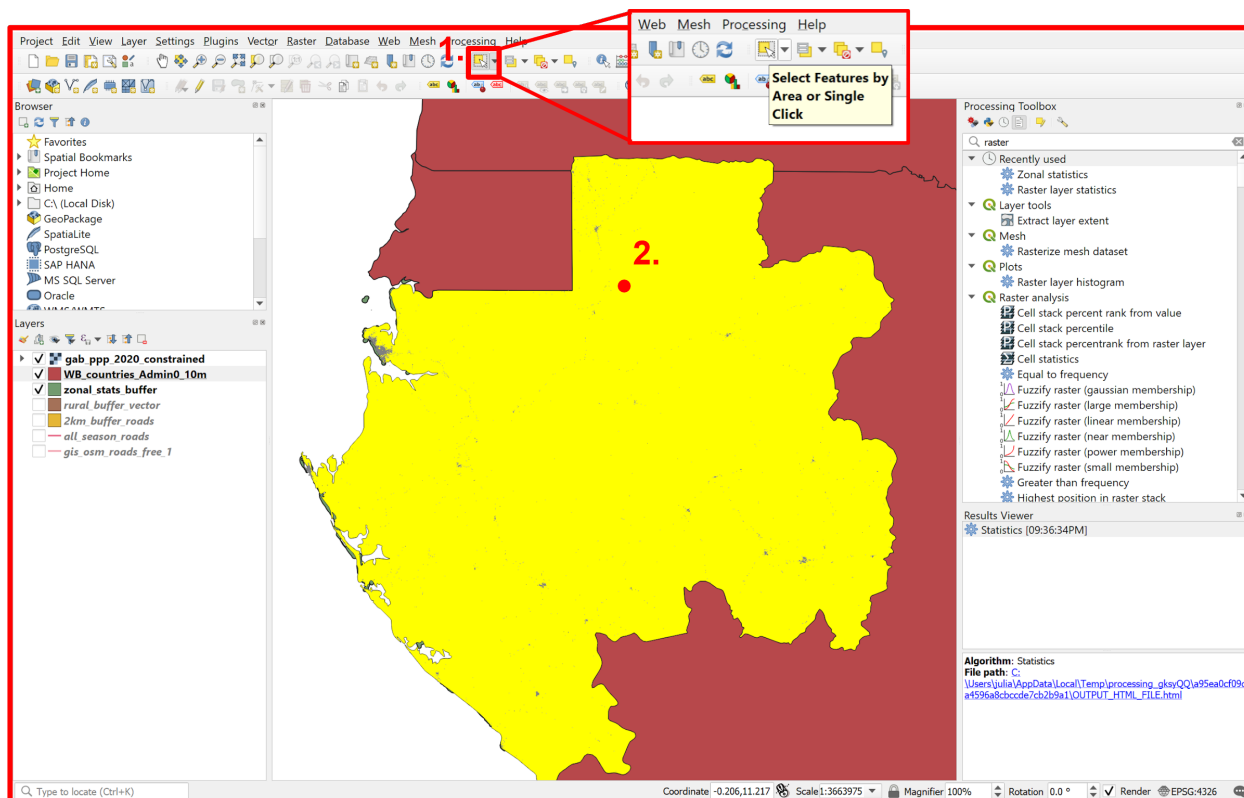 Project Edit View Layer Settings Plugins Vector Raster Database Web Mesh Processing Help
1.
Web Mesh Processing Help
abc
Select Features by
Area or Single
Click
Browser
Favorites
Spatial Bookmarks
Project Home
Home
C:\ (Local Disk)
GeoPackage
SpatiaLite
PostgreSQL
SAP HANA
MS SQL Server
Oracle
WMS/WMTS
Layers
gab_ppp_2020_constrained
WB_countries_Admin0_10m
zonal_stats_buffer
rural_buffer_vector
2km_buffer_roads
all_season_roads
gis_osm_roads_free_1
2.
Processing Toolbox
raster
Recently used
Zonal statistics
Raster layer statistics
Layer tools
Extract layer extent
Mesh
Rasterize mesh dataset
Plots
Raster layer histogram
Raster analysis
Cell stack percent rank from value
Cell stack percentile
Cell stack percentrank from raster layer
Cell statistics
Equal to frequency
Fuzzify raster (gaussian membership)
Fuzzify raster (large membership)
Fuzzify raster (linear membership)
Fuzzify raster (near membership)
Fuzzify raster (power membership)
Fuzzify raster (small membership)
Greater than frequency
Highest position in raster stack
Results Viewer
Statistics [09:36:34PM]
Algorithm: Statistics
File path: C:
\Users\julia\AppData\Local\Temp\processing_gksyQQ\a95ea0cf09c
a4596a8cbccde7cb2b9a1\OUTPUT_HTML_FILE.html
Type to locate (Ctrl+K)
Coordinate -0.206,11.217 Scale 1:3663975 Magnifier 100% Rotation 0.0 ° Render EPSG:4326